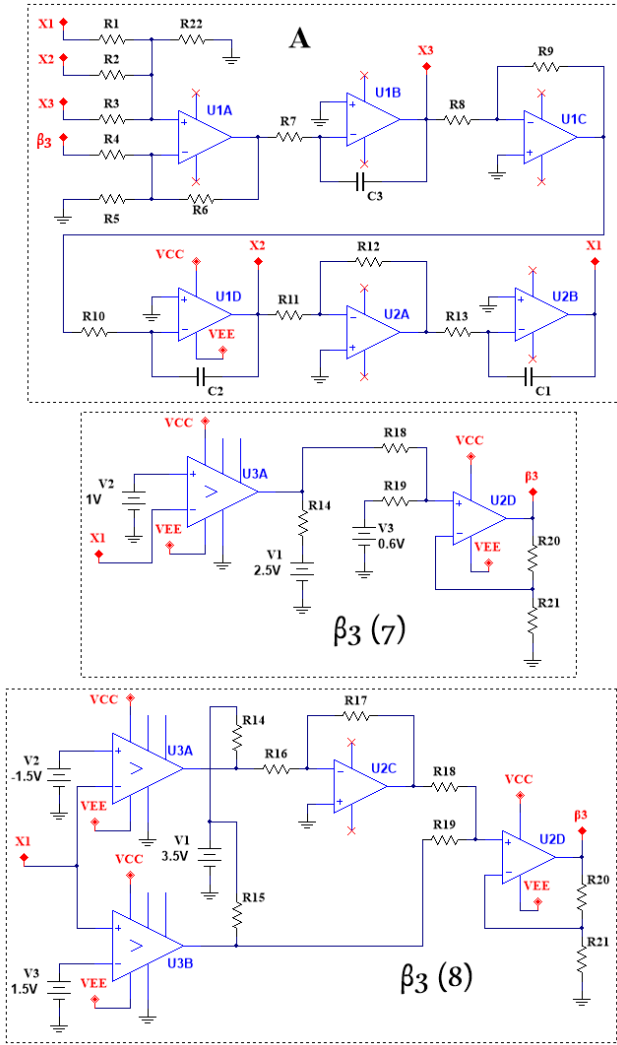 X1 R1 R22
A
X2 R2
X3 R3 U1A
β3 R4
R5 R6
R7 U1B X3
C3
R8 R9
U1C
VCC X2 R12 X1
R10 U1D R11 U2A R13 U2B
VEE
C2 C1
VCC
V2 U3A R18 VCC
1V > R19 U2D β3
X1 VEE R14 V3 VEE R20
V1 0.6V
2.5V R21
β3 (7)
VCC R14 R17
V2 U3A R16 U2C
-1.5V > R18 VCC
VEE V1 R19 U2D β3
X1 VCC 3.5V
R15 VEE R20
V3 > U3B R21
1.5V VEE
β3 (8)